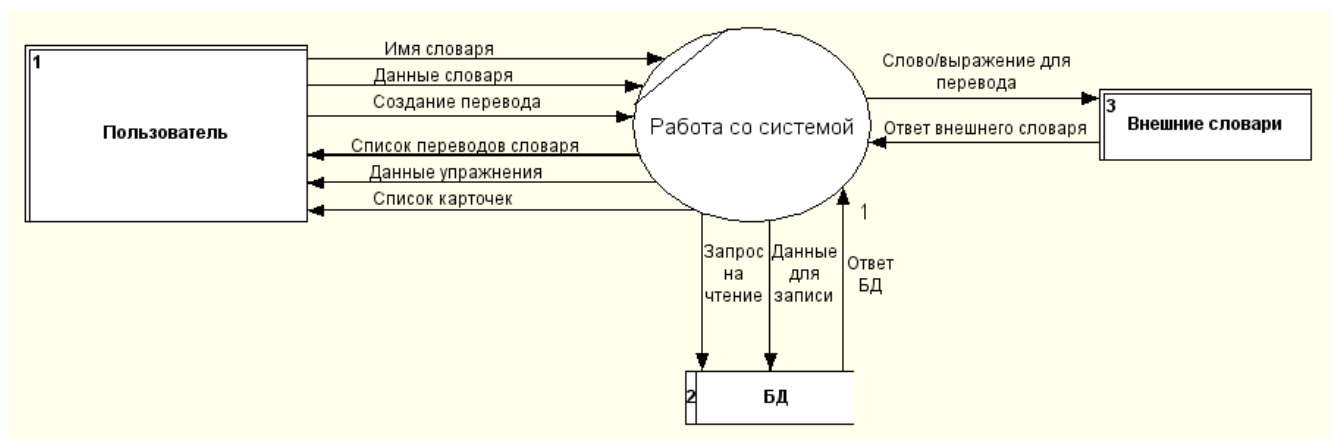 1
Пользователь
Имя словаря
Данные словаря
Создание перевода
Список переводов словаря
Данные упражнения
Список карточек
Работа со системой
1
Слово/выражение для
перевода
Ответ внешнего словаря
3
Внешние словари
Запрос
на
чтение
Данные
для
записи
Ответ
БД
2
БД